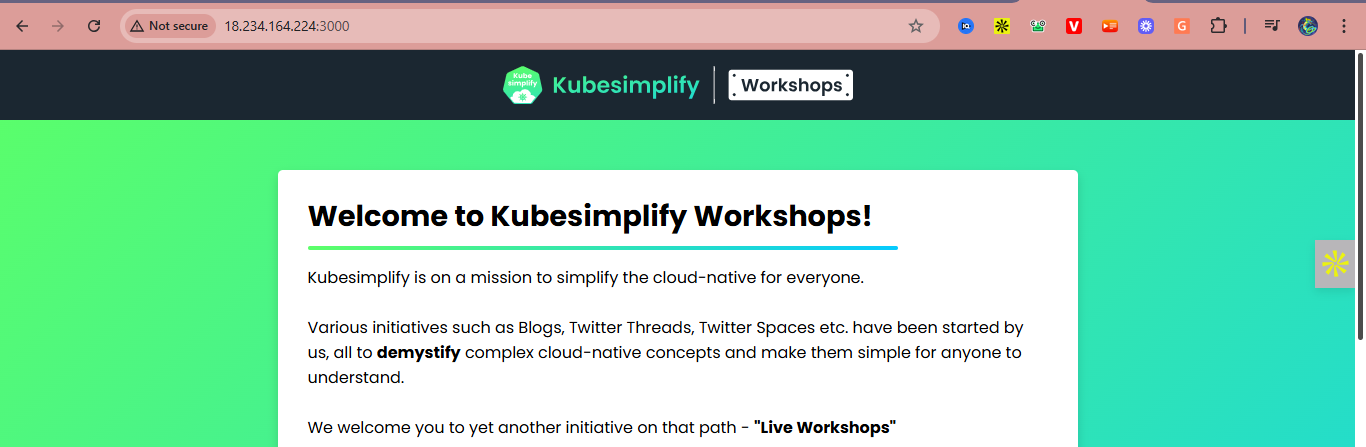 Not secure
18.234.164.224:3000
Kube
simplify
Kubesimplify
Workshops
Welcome to Kubesimplify Workshops!
Kubesimplify is on a mission to simplify the cloud-native for everyone.
Various initiatives such as Blogs, Twitter Threads, Twitter Spaces etc. have been started by
us, all to demystify complex cloud-native concepts and make them simple for anyone to
understand.
We welcome you to yet another initiative on that path - "Live Workshops"